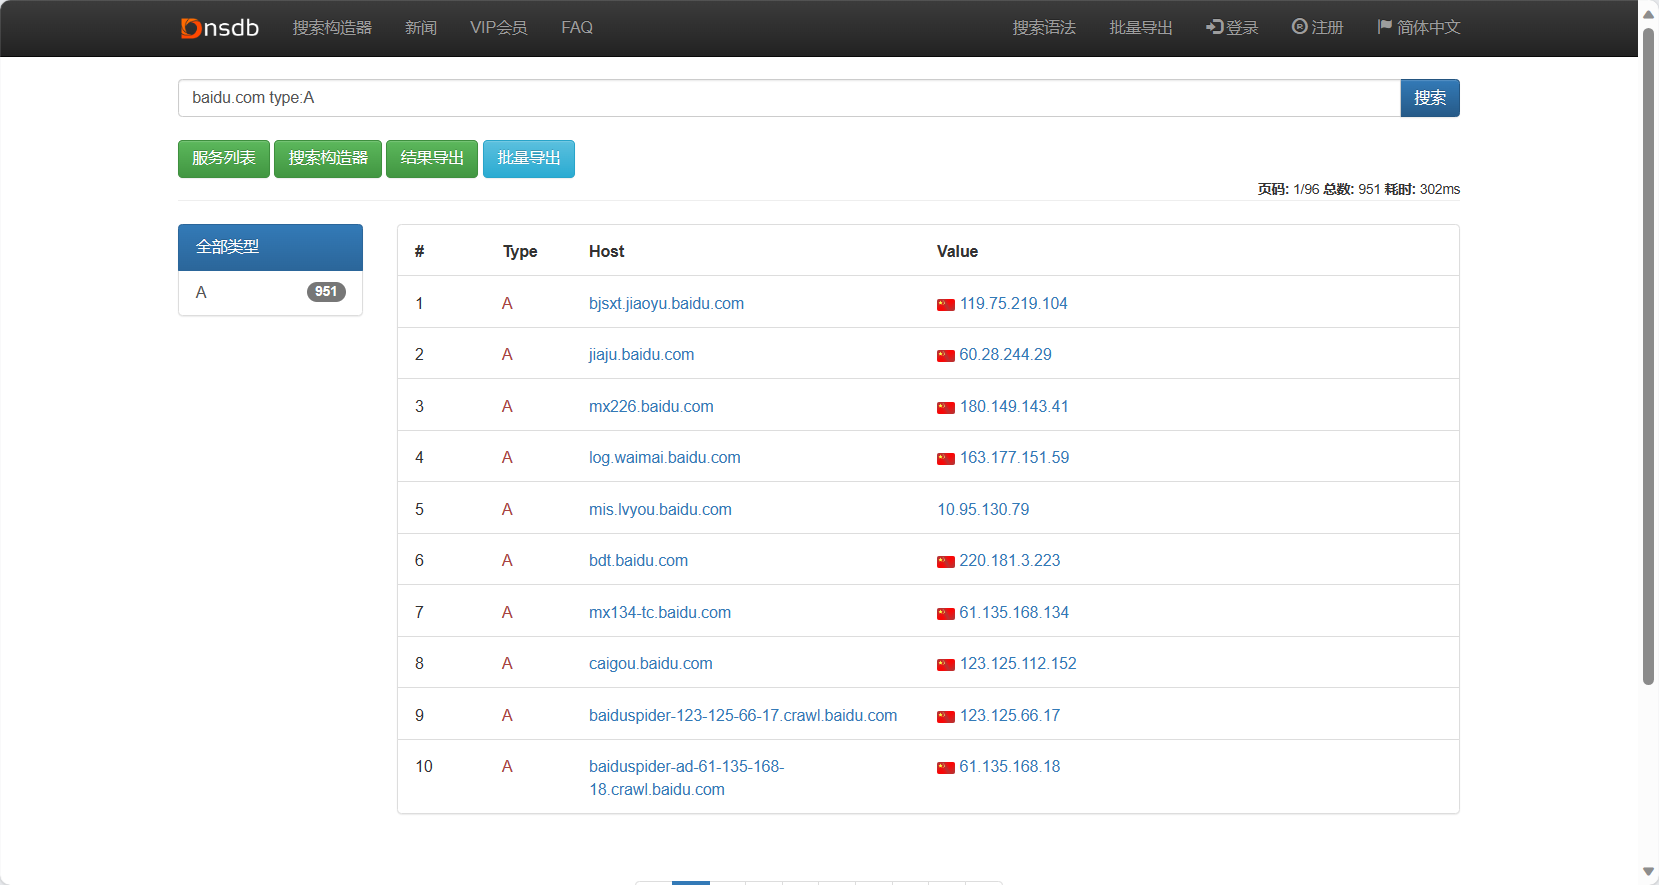 Dnsdb 搜索构造器 新闻 VIP会员 FAQ 搜索语法 批量导出 登录 注册 简体中文
baidu.com type:A 搜索
服务列表 搜索构造器 结果导出 批量导出
页码: 1/96 总数: 951 耗时: 302ms
全部类型
A 951
# Type Host Value
1 A bjsxt.jiaoyu.baidu.com 119.75.219.104
2 A jiaju.baidu.com 60.28.244.29
3 A mx226.baidu.com 180.149.143.41
4 A log.waimai.baidu.com 163.177.151.59
5 A mis.lvyou.baidu.com 10.95.130.79
6 A bdt.baidu.com 220.181.3.223
7 A mx134-tc.baidu.com 61.135.168.134
8 A caigou.baidu.com 123.125.112.152
9 A baiduspider-123-125-66-17.crawl.baidu.com 123.125.66.17
10 A baiduspider-ad-61-135-168- 61.135.168.18
18.crawl.baidu.com